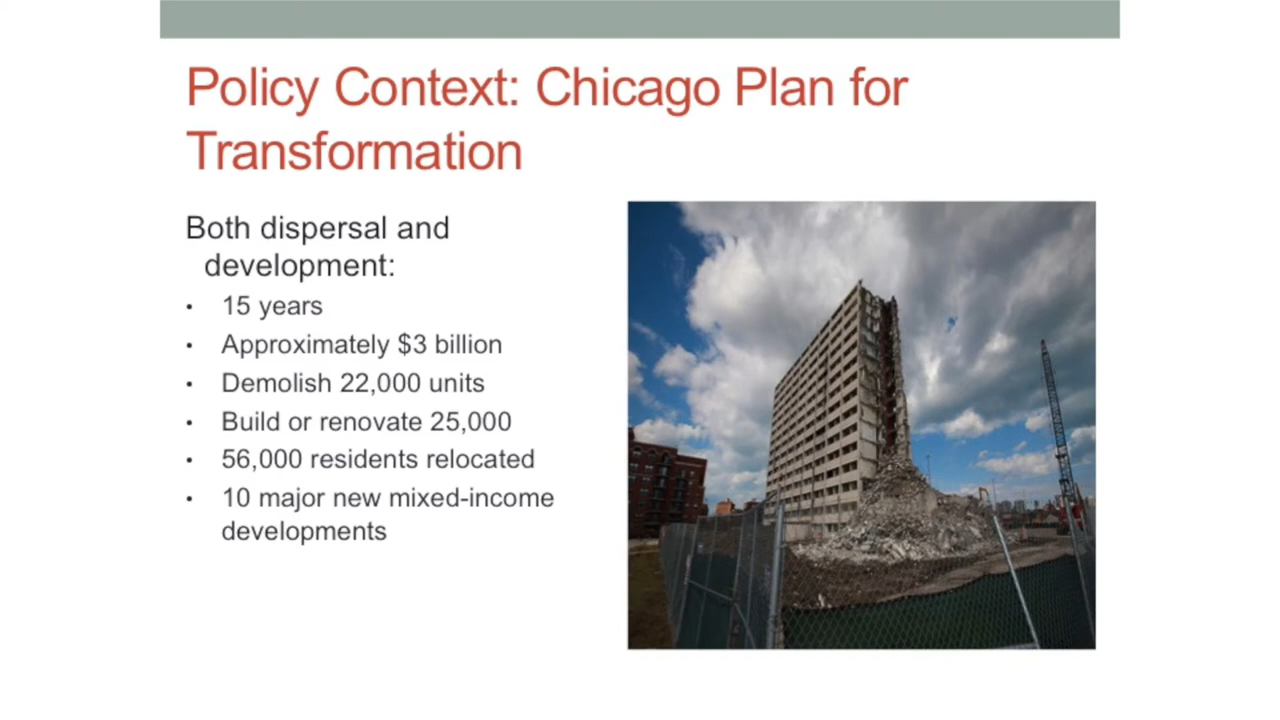 Policy Context: Chicago Plan for
Transformation
Both dispersal and
development:
• 15 years
• Approximately $3 billion
• Demolish 22,000 units
• Build or renovate 25,000
• 56,000 residents relocated
• 10 major new mixed-income
developments